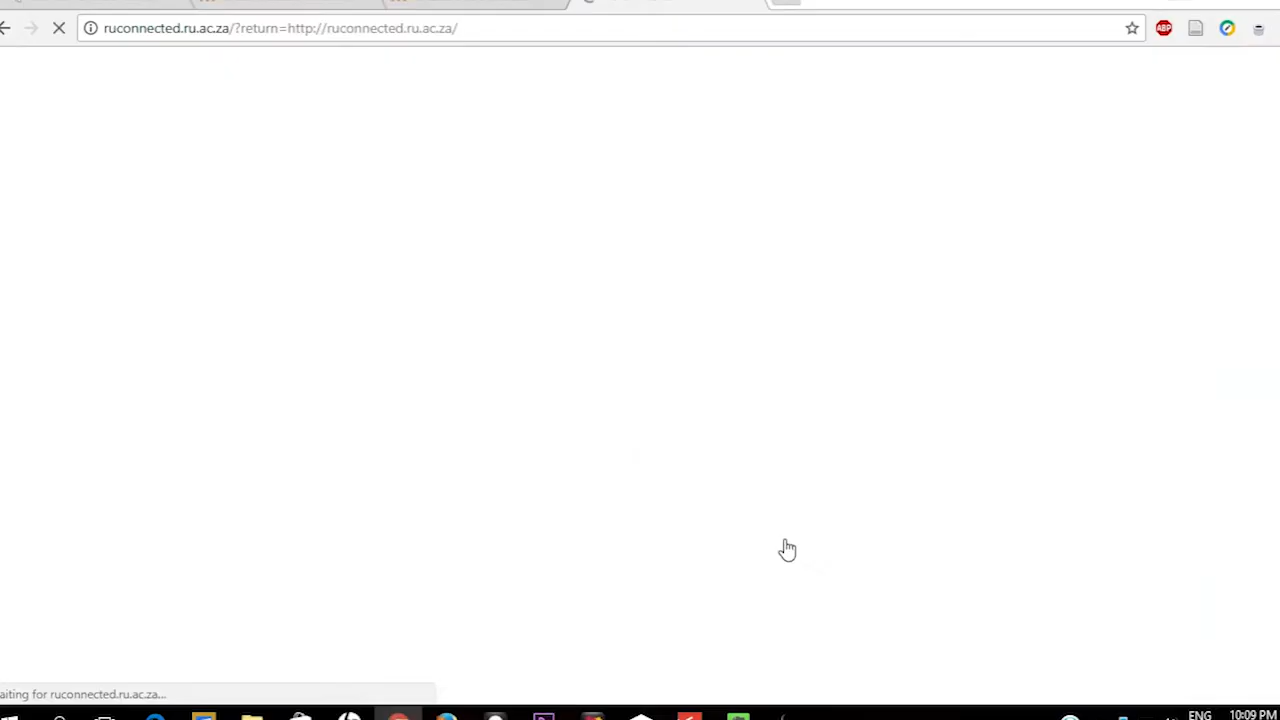 ruconnected.ru.ac.za/?return=http://ruconnected.ru.ac.za/
ABP
aiting for ruconnected.ru.ac.za...
ENG
10:09 PM